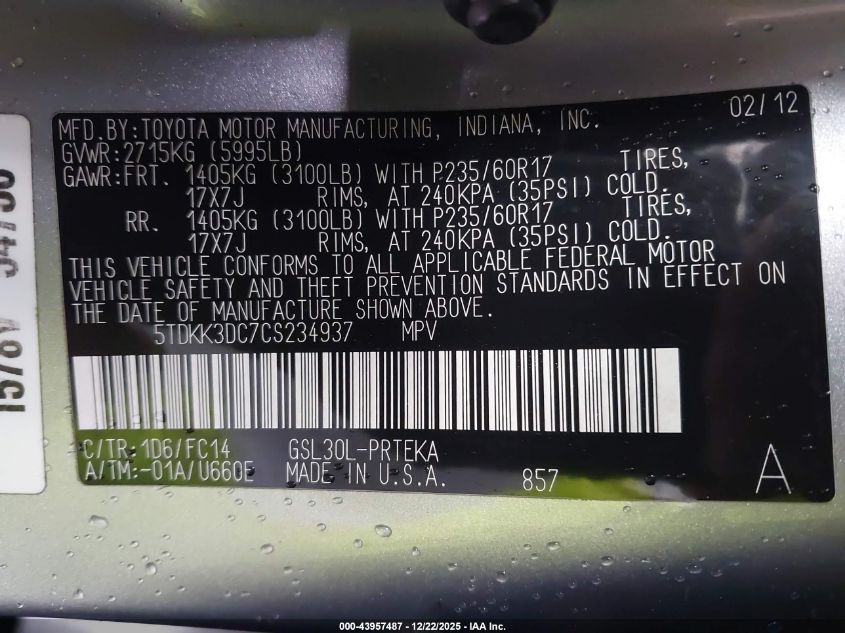 02/12
MFD.BY:TOYOTA MOTOR MANUFACTURING, INDIANA, INC.
GVWR:2715KG (5995LB)
GAWR:FRT. 1405KG (3100LB) WITH P235/60R17 TIRES,
17X7J RIMS, AT 240KPA (35PSI) COLD.
RR. 1405KG (3100LB) WITH P235/60R17 TIRES,
17X7J RIMS, AT 240KPA (35PSI) COLD.
THIS VEHICLE CONFORMS TO ALL APPLICABLE FEDERAL MOTOR
VEHICLE SAFETY AND THEFT PREVENTION STANDARDS IN EFFECT ON
THE DATE OF MANUFACTURE SHOWN ABOVE.
5TDKK3DC7CS234937 MPV
C/TR:1D6/FC14 GSL30L-PRTEKA
A/TM:-01A/U660E MADE IN U.S.A. 857 A
000-43957487 - 12/22/2025 - IAA Inc.